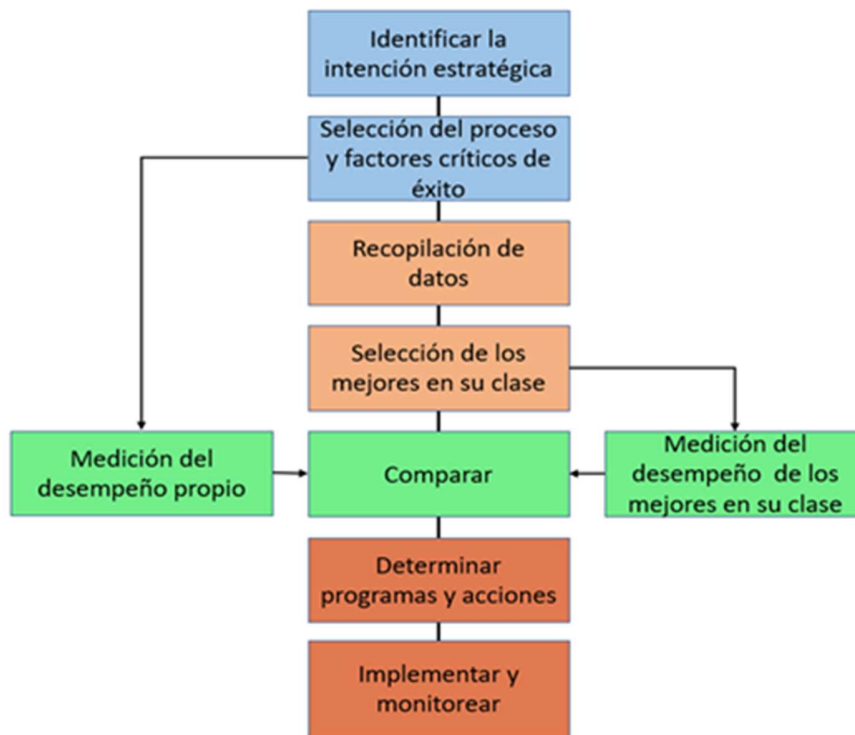 Identificar la
intención estratégica
Selección del proceso
y factores críticos de
éxito
Recopilación de
datos
Selección de los
mejores en su clase
Medición del
desempeño propio
Comparar
Medición del
desempeño de los
mejores en su clase
Determinar
programas y acciones
Implementar y
monitorear